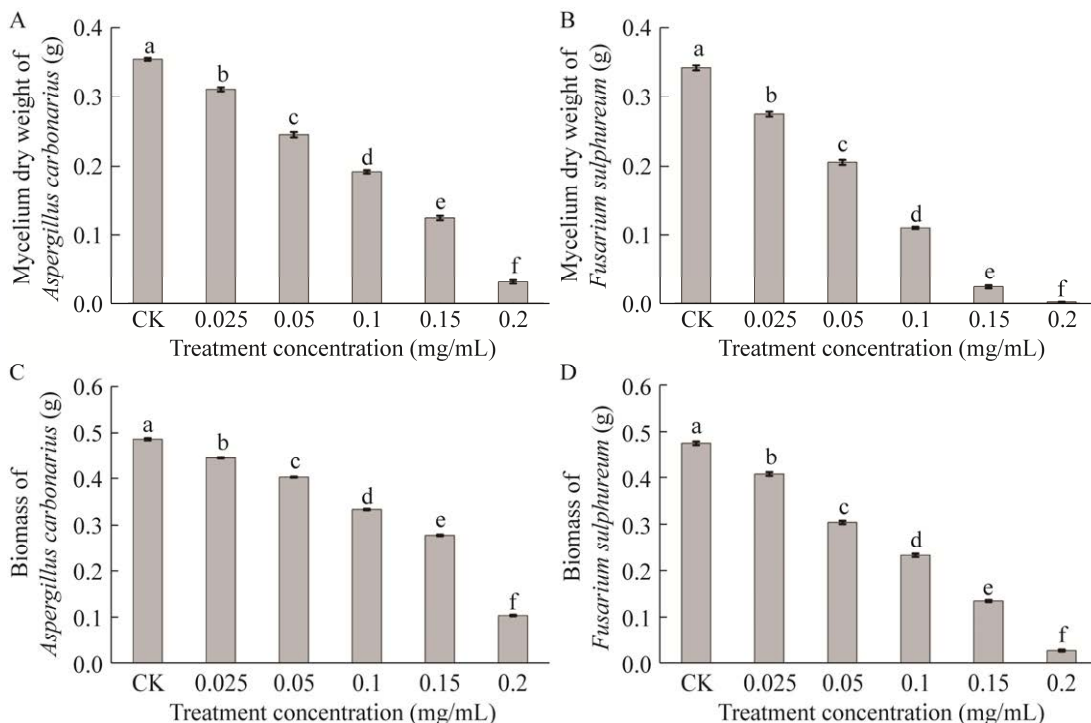 A
Mycelium dry weight of
Aspergillus carbonarius (g)
0.4
0.3
0.2
0.1
0.0
a
b
c
d
e
f
CK 0.025 0.05 0.1 0.15 0.2
Treatment concentration (mg/mL)
B
Mycelium dry weight of
Fusarium sulphureum (g)
0.4
0.3
0.2
0.1
0.0
a
b
c
d
e
f
CK 0.025 0.05 0.1 0.15 0.2
Treatment concentration (mg/mL)
C
Biomass of
Aspergillus carbonarius (g)
0.6
0.5
0.4
0.3
0.2
0.1
0.0
a
b
c
d
e
f
CK 0.025 0.05 0.1 0.15 0.2
Treatment concentration (mg/mL)
D
Biomass of
Fusarium sulphureum (g)
0.6
0.5
0.4
0.3
0.2
0.1
0.0
a
b
c
d
e
f
CK 0.025 0.05 0.1 0.15 0.2
Treatment concentration (mg/mL)